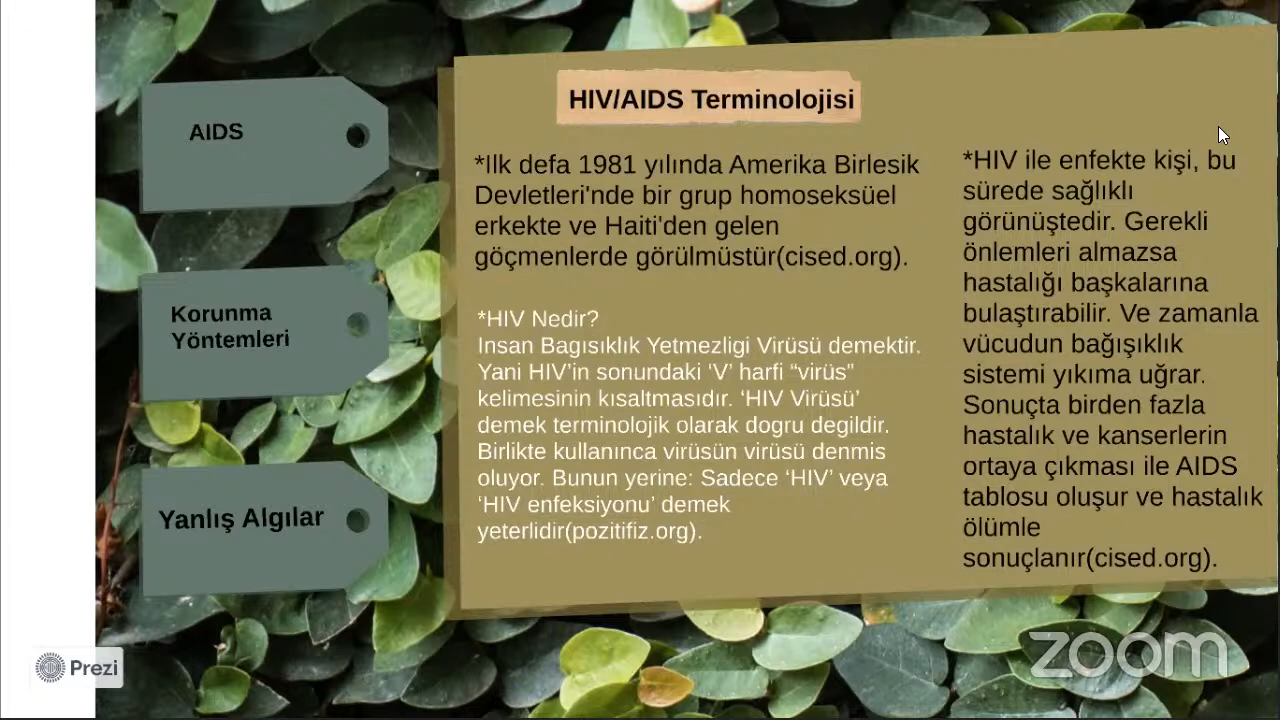 AIDS
Korunma
Yöntemleri
Yanlış Algılar
HIV/AIDS Terminolojisi
*Ilk defa 1981 yılında Amerika Birlesik
Devletleri'nde bir grup homoseksüel
erkekte ve Haiti'den gelen
göçmenlerde görülmüstür(cised.org).
*HIV Nedir?
Insan Bagısıklık Yetmezligi Virüsü demektir.
Yani HIV’in sonundaki ‘V’ harfi “virüs”
kelimesinin kısaltmasıdır. ‘HIV Virüsü’
demek terminolojik olarak dogru degildir.
Birlikte kullanınca virüsün virüsü denmis
oluyor. Bunun yerine: Sadece ‘HIV’ veya
‘HIV enfeksiyonu’ demek
yeterlidir(pozitifiz.org).
*HIV ile enfekte kişi, bu
sürede sağlıklı
görünüştedir. Gerekli
önlemleri almazsa
hastalığı başkalarına
bulaştırabilir. Ve zamanla
vücudun bağışıklık
sistemi yıkıma uğrar.
Sonuçta birden fazla
hastalık ve kanserlerin
ortaya çıkması ile AIDS
tablosu oluşur ve hastalık
ölümle
sonuçlanır(cised.org).
Prezi
zoom